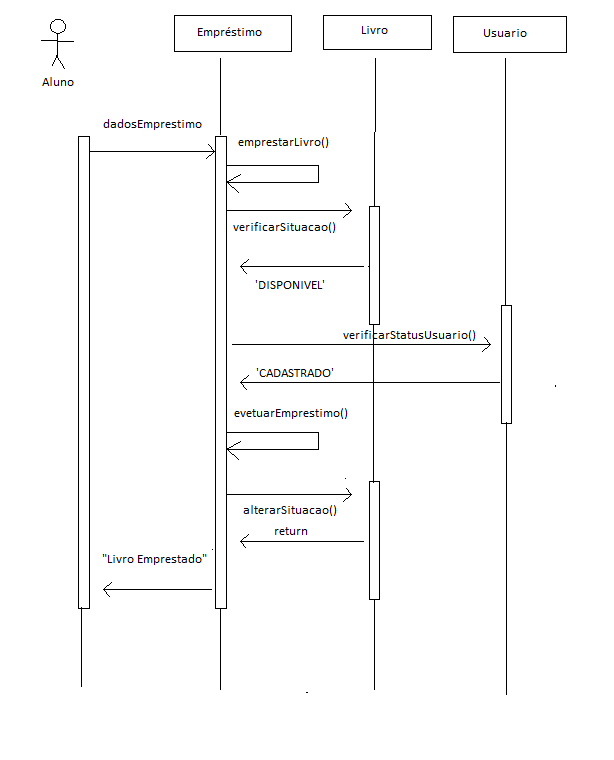 Empréstimo
Livro
Usuario
Aluno
dadosEmprestimo
emprestarLivro()
verificarSituacao()
'DISPONIVEL'
verificarStatusUsuario()
'CADASTRADO'
evetuarEmprestimo()
alterarSituacao()
return
"Livro Emprestado"